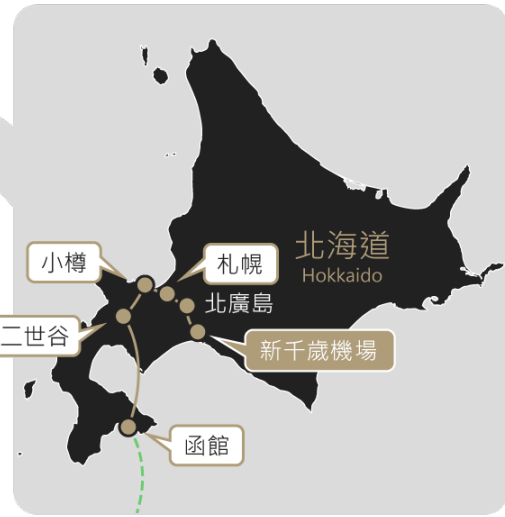 北海道
Hokkaido
小樽
札幌
北廣島
二世谷
新千歲機場
函館